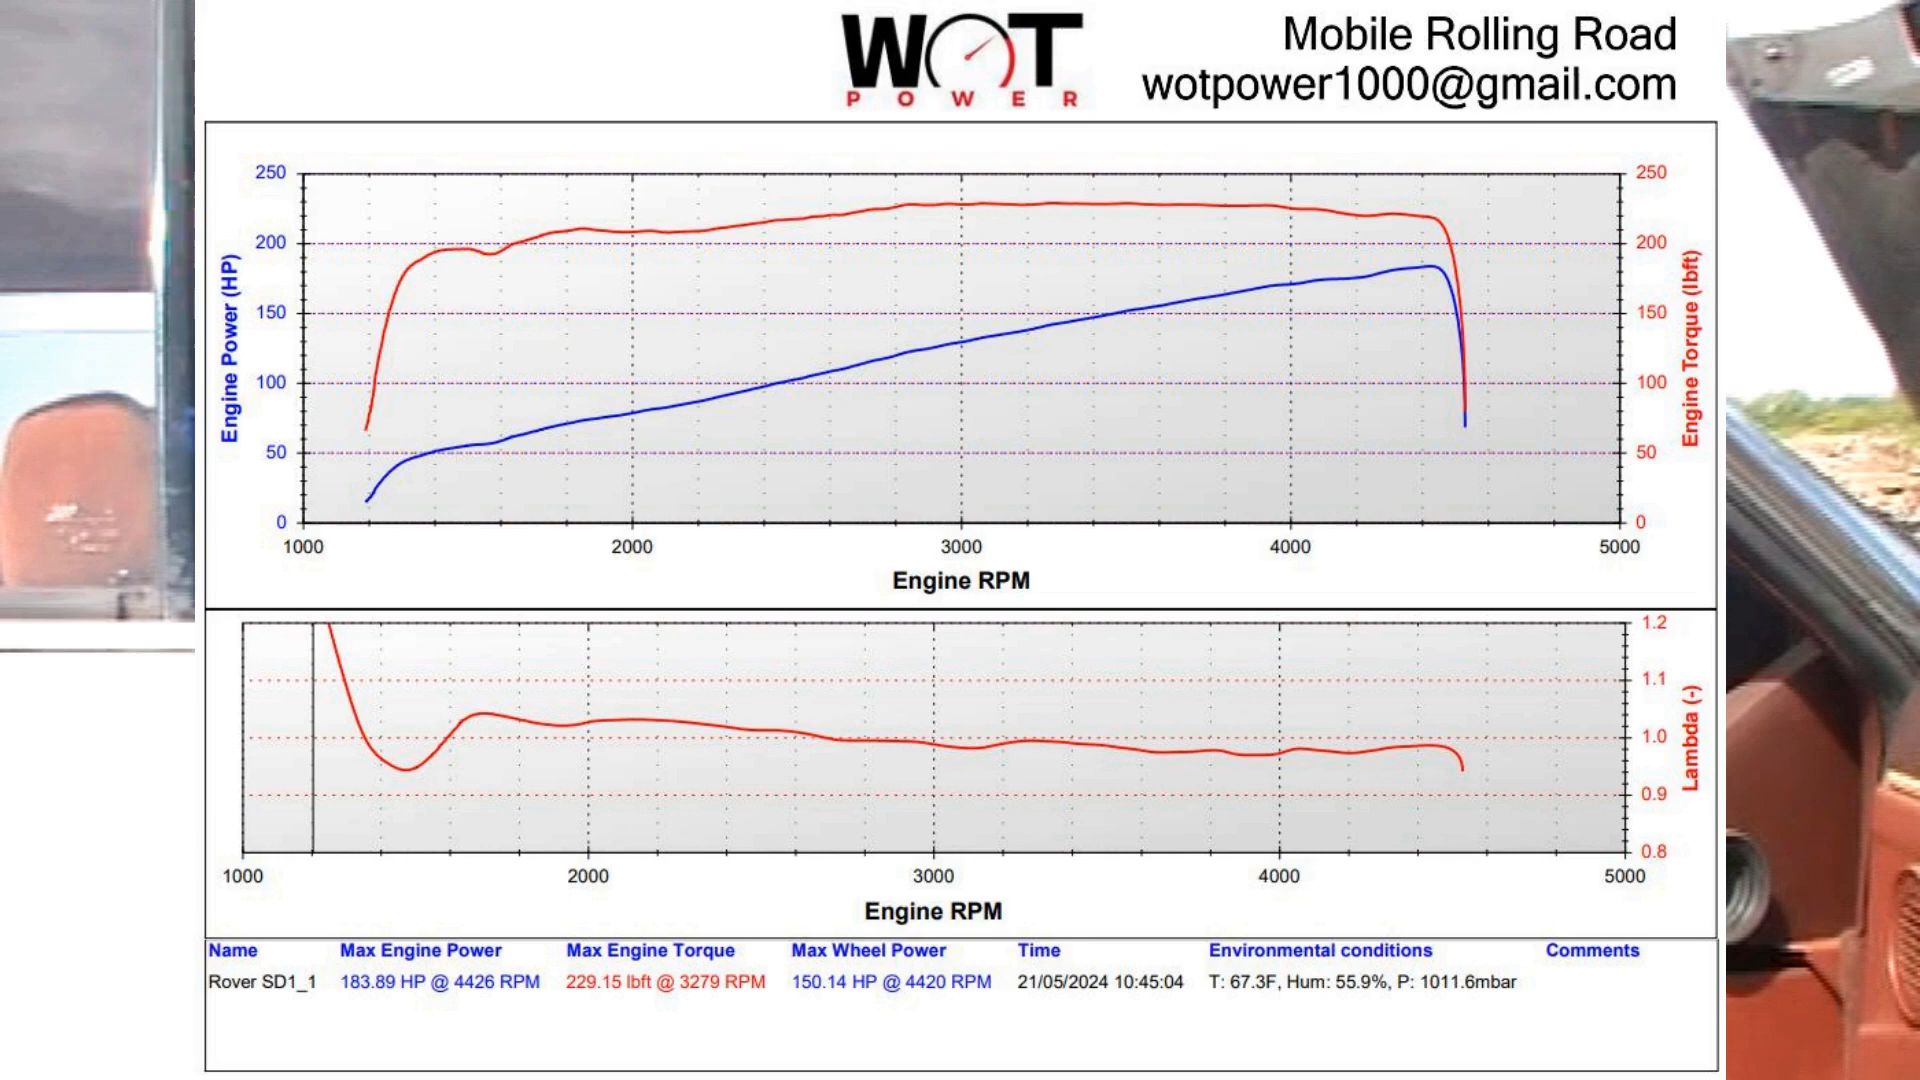 WOT
POWER
Mobile Rolling Road
wotpower1000@gmail.com
250
200
150
100
50
0
Engine Power (HP)
250
200
150
100
50
0
Engine Torque (lbft)
1000 2000 3000 4000 5000
Engine RPM
1.2
1.1
1.0
0.9
0.8
Lambda (-)
1000 2000 3000 4000 5000
Engine RPM
Name Max Engine Power Max Engine Torque Max Wheel Power Time Environmental conditions Comments
Rover SD1_1 183.89 HP @ 4426 RPM 229.15 lbft @ 3279 RPM 150.14 HP @ 4420 RPM 21/05/2024 10:45:04 T: 67.3F, Hum: 55.9%, P: 1011.6mbar